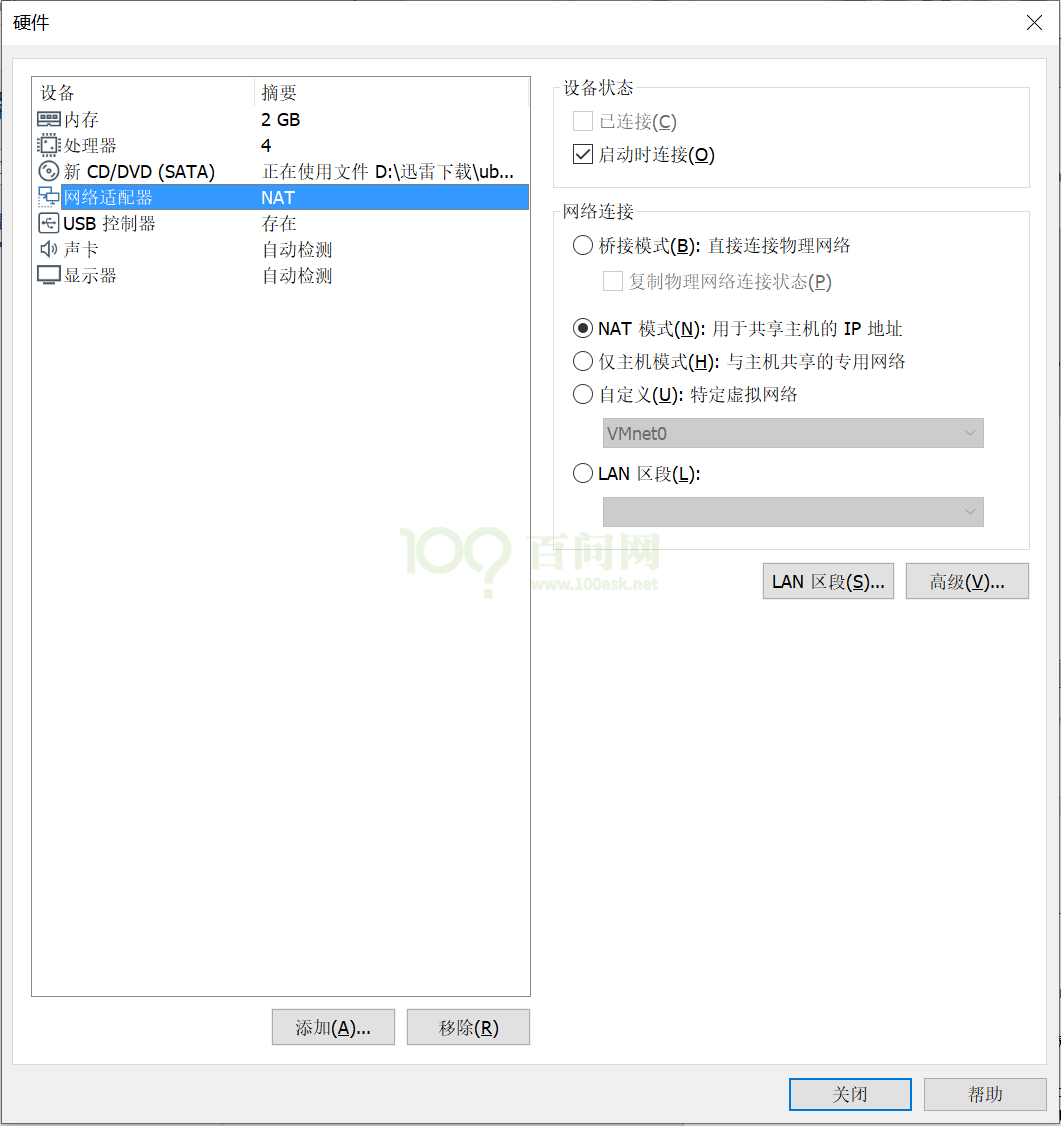 硬件
设备 摘要
内存 2 GB
处理器 4
新 CD/DVD (SATA) 正在使用文件 D:\迅雷下载\ub...
网络适配器 NAT
USB 控制器 存在
声卡 自动检测
显示器 自动检测
添加(A)... 移除(R)
设备状态
已连接(C)
启动时连接(O)
网络连接
桥接模式(B): 直接连接物理网络
复制物理网络连接状态(P)
NAT 模式(N): 用于共享主机的 IP 地址
仅主机模式(H): 与主机共享的专用网络
自定义(U): 特定虚拟网络
VMnet0
LAN 区段(L):
LAN 区段(S)... 高级(V)...
100? 百问网
www.100ask.net
关闭 帮助